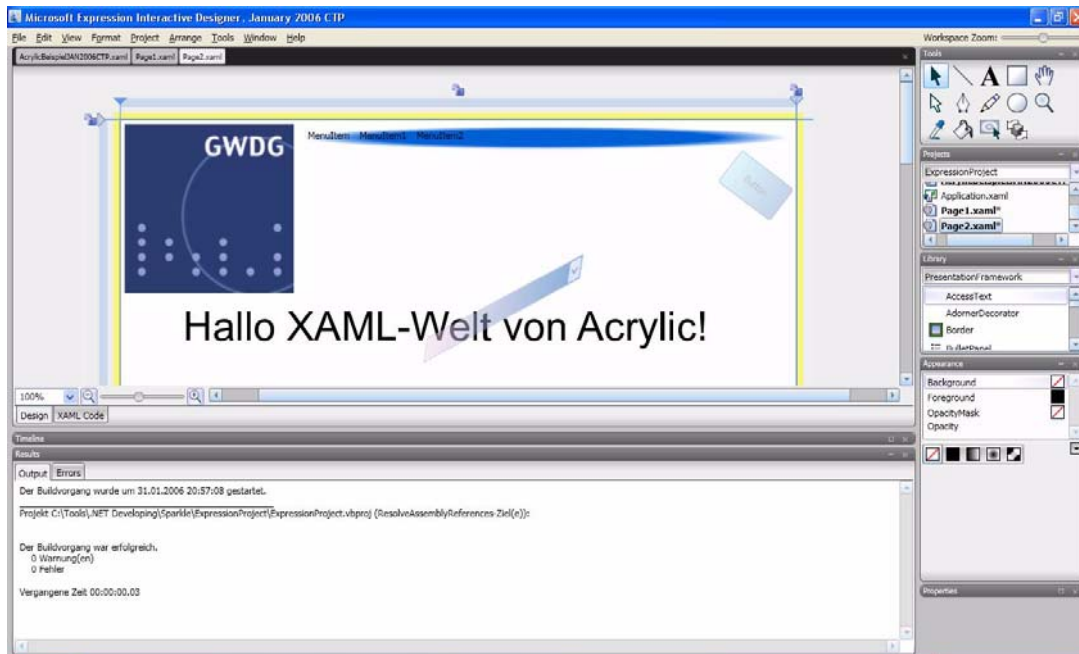 Microsoft Expression Interactive Designer, January 2006 CTP
File Edit View Format Project Arrange Tools Window Help
Workspace Zoom:
AcrylicBeispielJAN2006CTP.xaml Page1.xaml Page2.xaml
Tools
GWDG
MenuItem MenuItem1 MenuItem2
Button
Hallo XAML-Welt von Acrylic!
Projects
ExpressionProject
Application.xaml
Page1.xaml*
Page2.xaml*
Library
PresentationFramework
AccessText
AdornerDecorator
Border
BulletPanel
Appearance
Background
Foreground
OpacityMask
Opacity
100%
Design XAML Code
Timeline
Results
Output Errors
Der Buildvorgang wurde um 31.01.2006 20:57:08 gestartet.
Projekt C:\Tools\.NET Developing\Sparkle\ExpressionProject\ExpressionProject.vbproj (ResolveAssemblyReferences-Ziel(e)):
Der Buildvorgang war erfolgreich.
0 Warnung(en)
0 Fehler
Vergangene Zeit 00:00:00.03
Properties